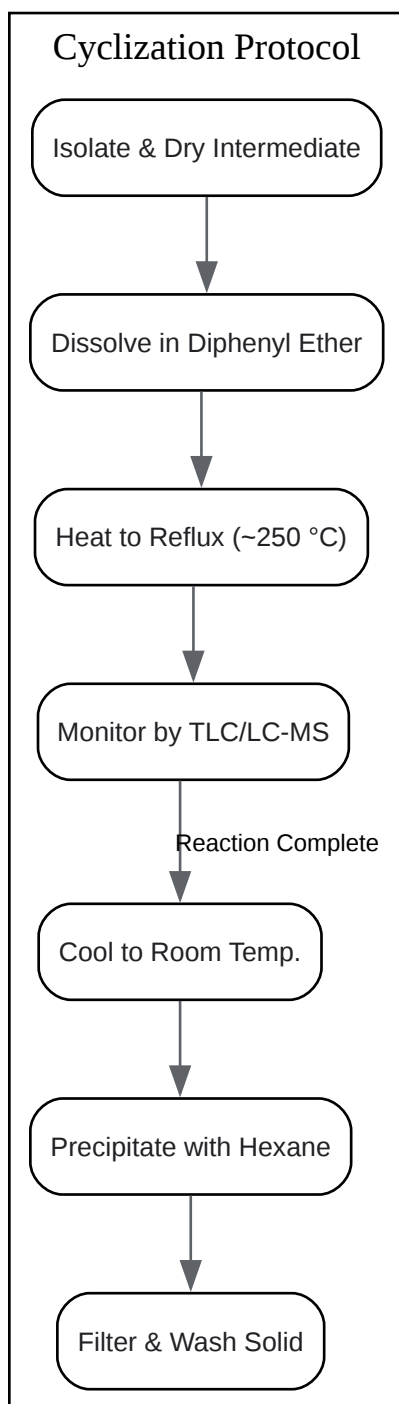 Cyclization Protocol
Isolate & Dry Intermediate
Dissolve in Diphenyl Ether
Heat to Reflux (~250 °C)
Monitor by TLC/LC-MS
Reaction Complete
Cool to Room Temp.
Precipitate with Hexane
Filter & Wash Solid